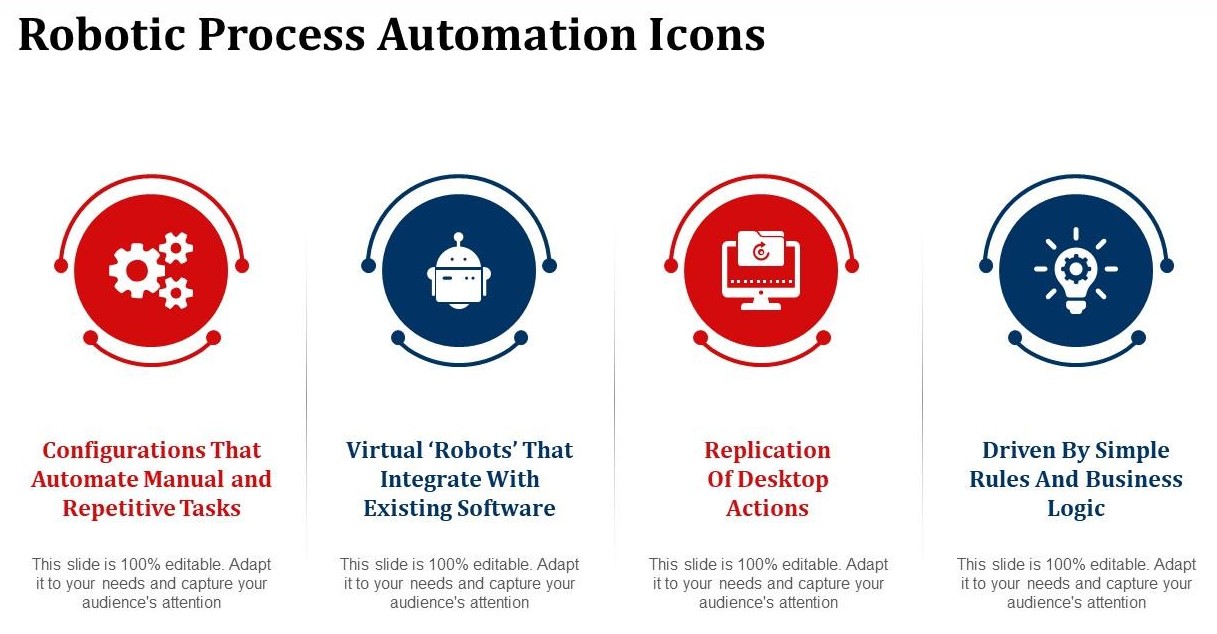 Robotic Process Automation Icons
Configurations That
Automate Manual and
Repetitive Tasks
This slide is 100% editable. Adapt
it to your needs and capture your
audience's attention
Virtual ‘Robots’ That
Integrate With
Existing Software
This slide is 100% editable. Adapt
it to your needs and capture your
audience's attention
Replication
Of Desktop
Actions
This slide is 100% editable. Adapt
it to your needs and capture your
audience's attention
Driven By Simple
Rules And Business
Logic
This slide is 100% editable. Adapt
it to your needs and capture your
audience's attention